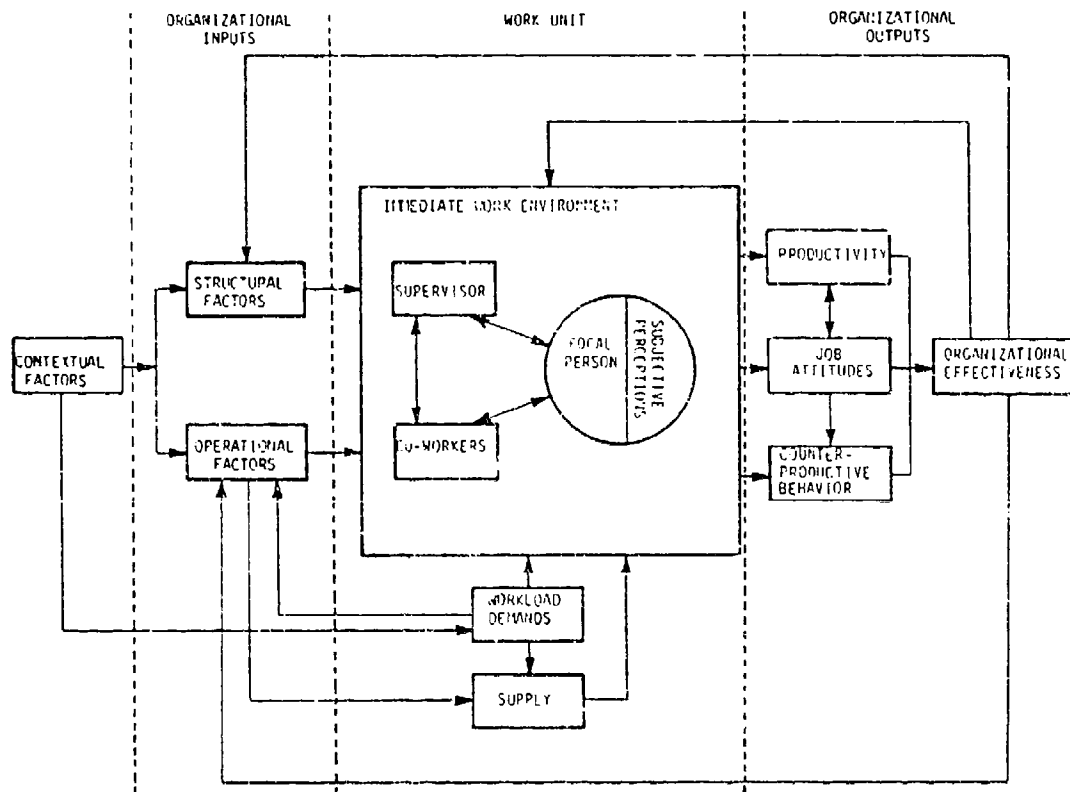 ORGANIZATIONAL
INPUTS
WORK UNIT
ORGANIZATIONAL
OUTPUTS
IMMEDIATE WORK ENVIRONMENT
STRUCTURAL
FACTORS
SUPERVISOR
FOCAL
PERSON
SUBJECTIVE
PERCEPTIONS
PRODUCTIVITY
CONTEXTUAL
FACTORS
JOB
ATTITUDES
ORGANIZATIONAL
EFFECTIVENESS
OPERATIONAL
FACTORS
CO-WORKERS
COUNTER-
PRODUCTIVE
BEHAVIOR
WORKLOAD
DEMANDS
SUPPLY